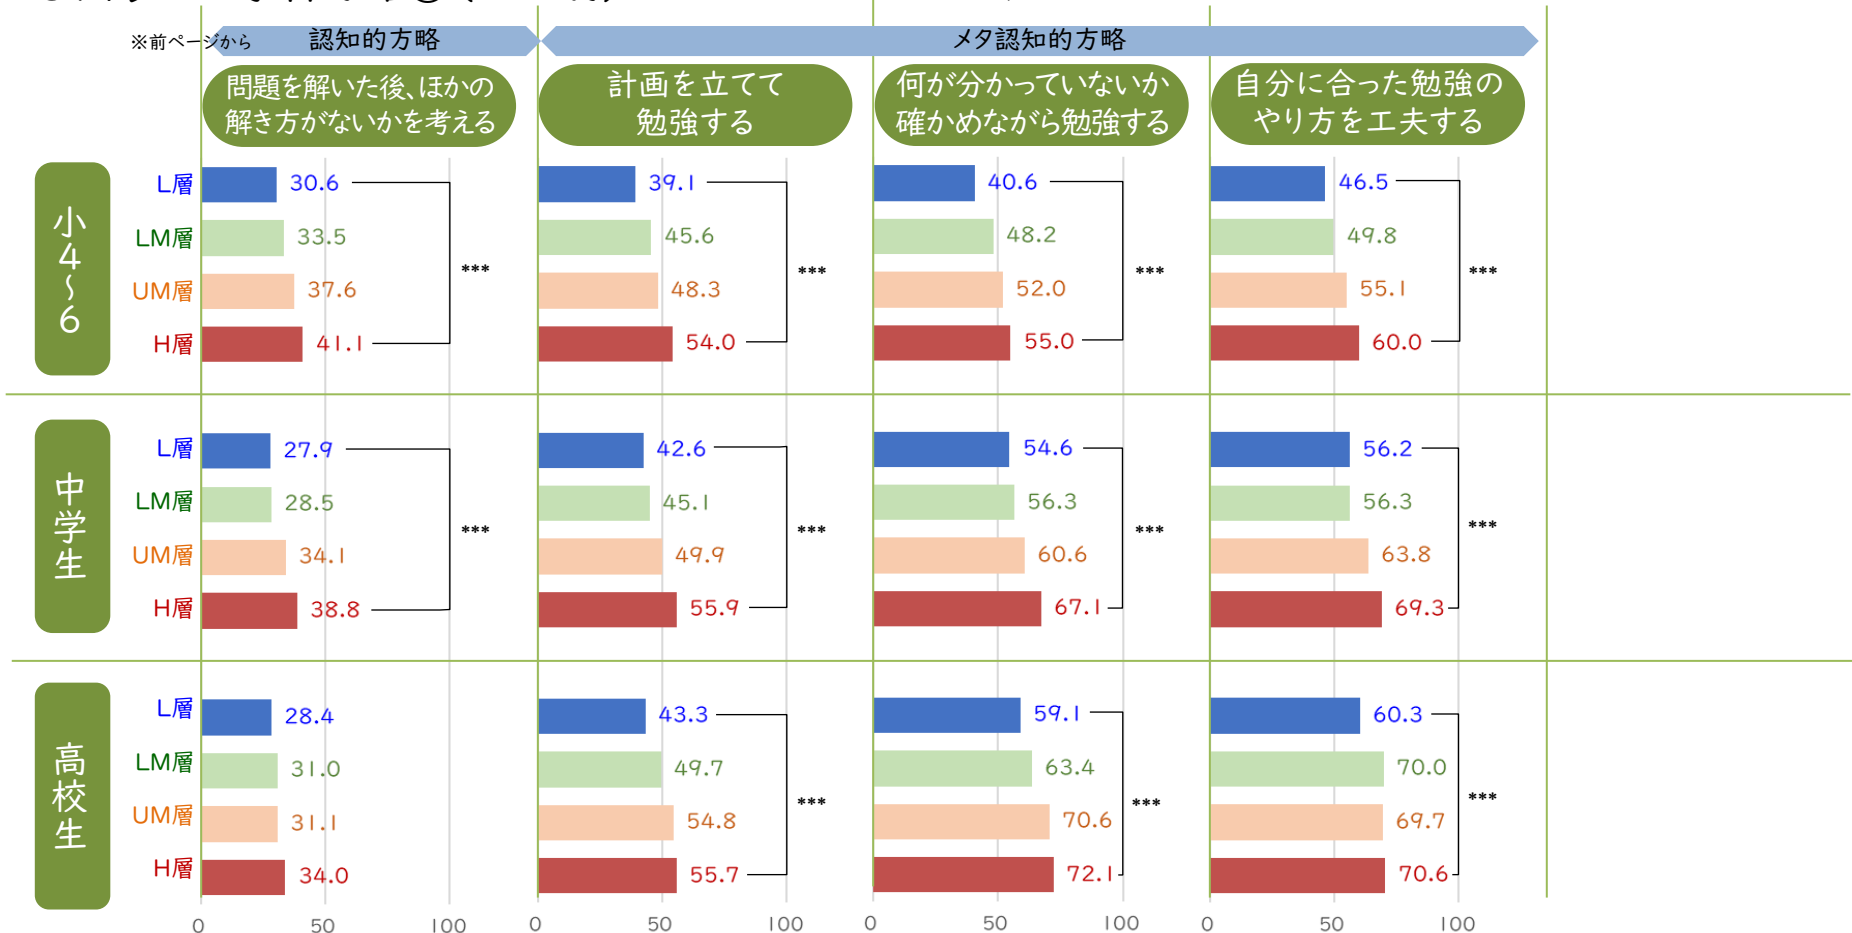 ※前ページから
認知的方略
メタ認知的方略
問題を解いた後、ほかの
解き方がないかを考える
計画を立てて
勉強する
何が分かっていないか
確かめながら勉強する
自分に合った勉強の
やり方を工夫する
小4~6
L層 30.6 39.1 40.6 46.5
LM層 33.5 45.6 48.2 49.8
UM層 37.6 48.3 52.0 55.1
H層 41.1 54.0 55.0 60.0
*** *** *** ***
中学生
L層 27.9 42.6 54.6 56.2
LM層 28.5 45.1 56.3 56.3
UM層 34.1 49.9 60.6 63.8
H層 38.8 55.9 67.1 69.3
*** *** *** ***
高校生
L層 28.4 43.3 59.1 60.3
LM層 31.0 49.7 63.4 70.0
UM層 31.1 54.8 70.6 69.7
H層 34.0 55.7 72.1 70.6
*** *** ***
0 50 100 0 50 100 0 50 100 0 50 100